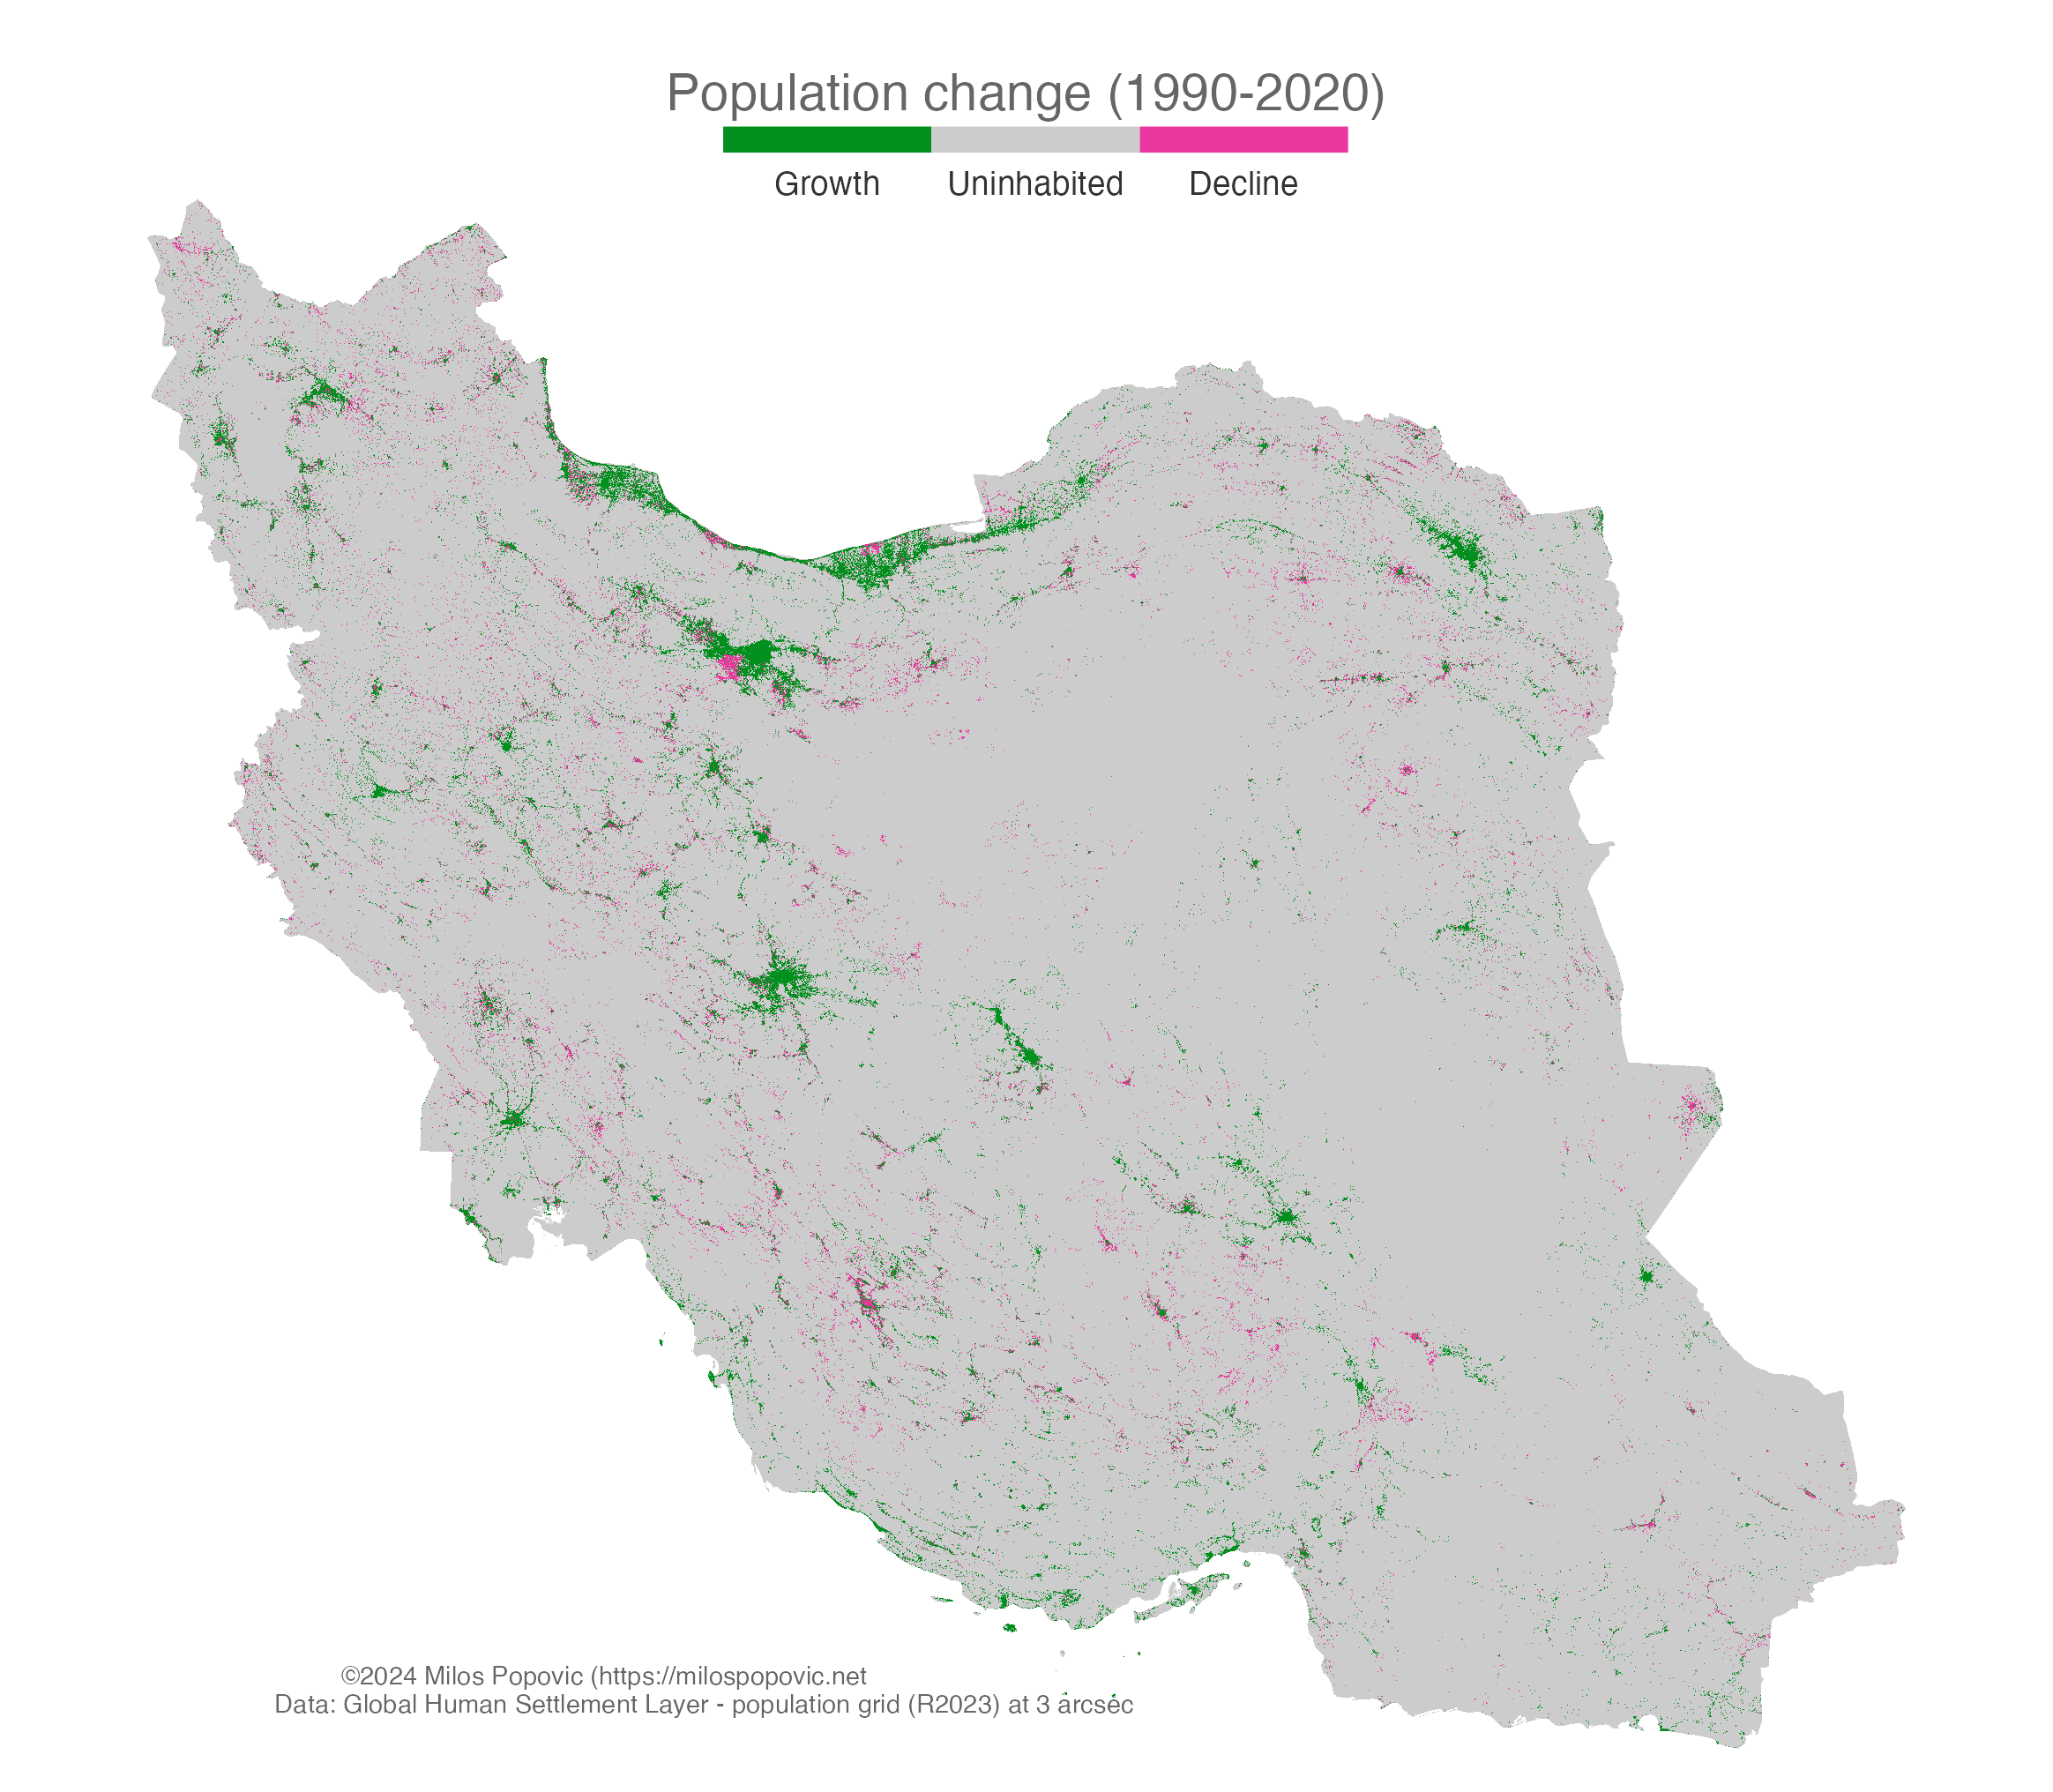 Population change (1990-2020)
Growth Uninhabited Decline
©2024 Milos Popovic (https://milospopovic.net
Data: Global Human Settlement Layer - population grid (R2023) at 3 arcsec